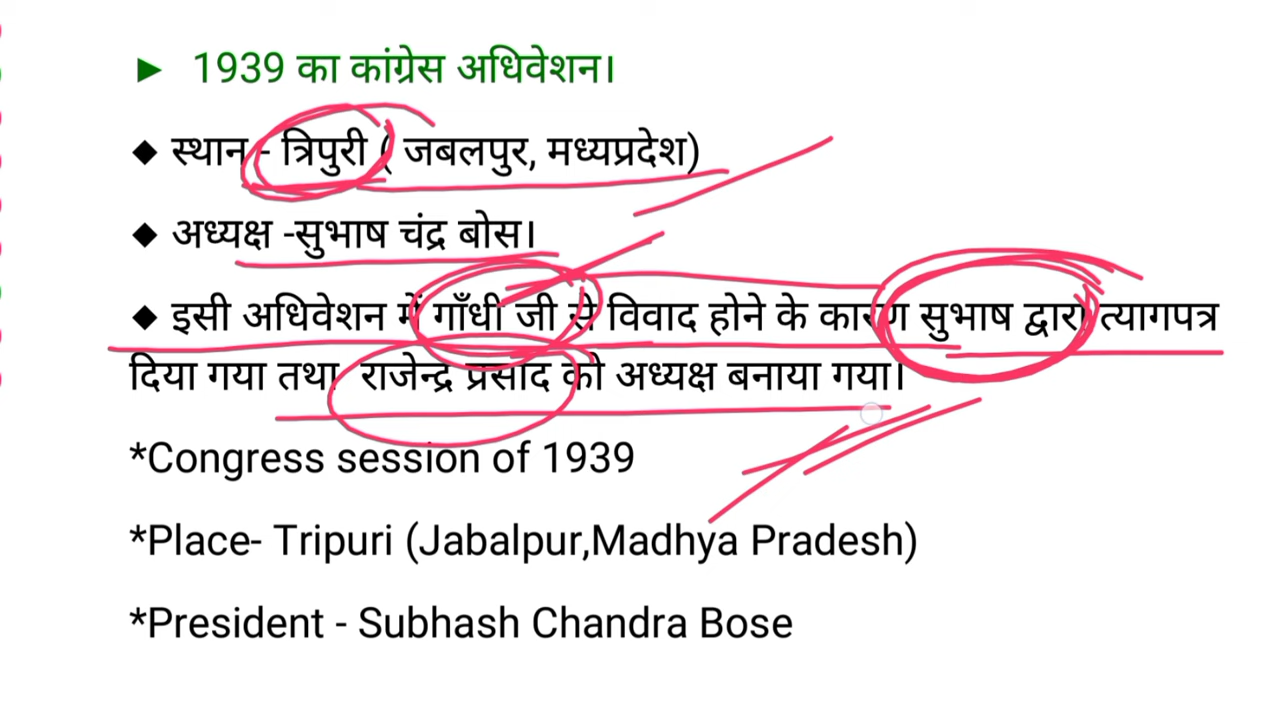 ► 1939 का कांग्रेस अधिवेशन।
◆ स्थान - त्रिपुरी ( जबलपुर, मध्यप्रदेश)
◆ अध्यक्ष -सुभाष चंद्र बोस।
◆ इसी अधिवेशन में गाँधी जी से विवाद होने के कारण सुभाष द्वारा त्यागपत्र
दिया गया तथा राजेन्द्र प्रसाद को अध्यक्ष बनाया गया।
*Congress session of 1939
*Place- Tripuri (Jabalpur,Madhya Pradesh)
*President - Subhash Chandra Bose